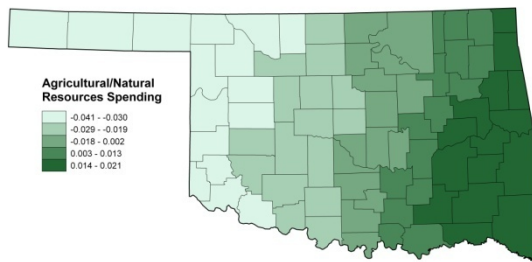 Agricultural/Natural
Resources Spending
-0.041 - -0.030
-0.029 - -0.019
-0.018 - 0.002
0.003 - 0.013
0.014 - 0.021